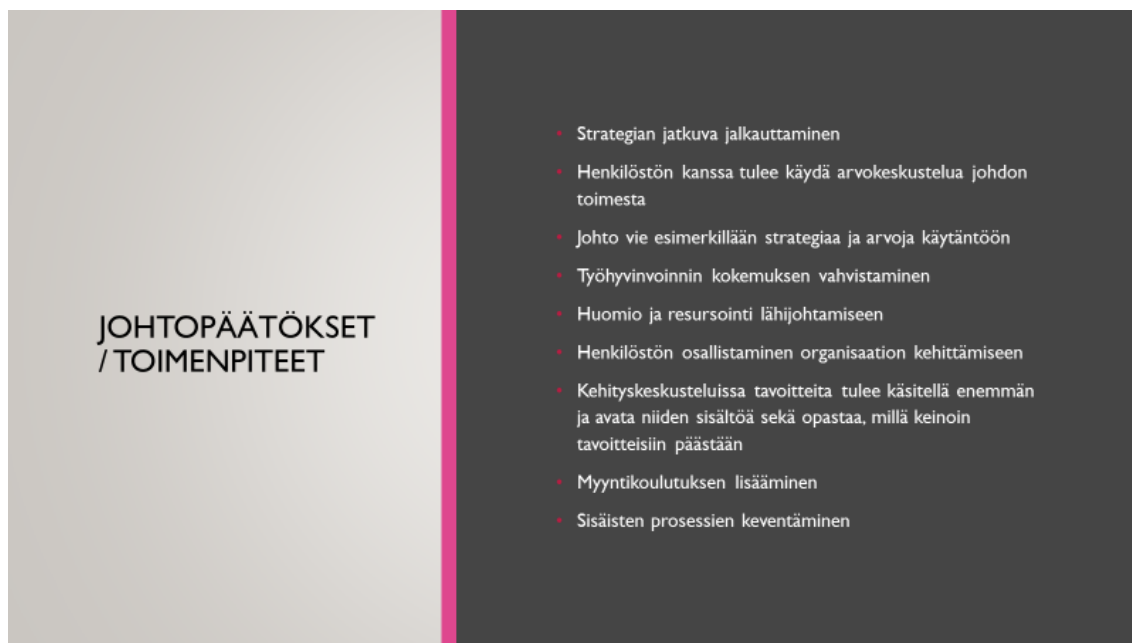 JOHTOPÄÄTÖKSET
/ TOIMENPITEET
• Strategian jatkuva jalkauttaminen
• Henkilöstön kanssa tulee käydä arvokeskustelua johdon
toimesta
• Johto vie esimerkillään strategiaa ja arvoja käytäntöön
• Työhyvinvoinnin kokemuksen vahvistaminen
• Huomio ja resursointi lähijohtamiseen
• Henkilöstön osallistaminen organisaation kehittämiseen
• Kehityskeskusteluissa tavoitteita tulee käsitellä enemmän
ja avata niiden sisältöä sekä opastaa, millä keinoin
tavoitteisiin päästään
• Myyntikoulutuksen lisääminen
• Sisäisten prosessien keventäminen